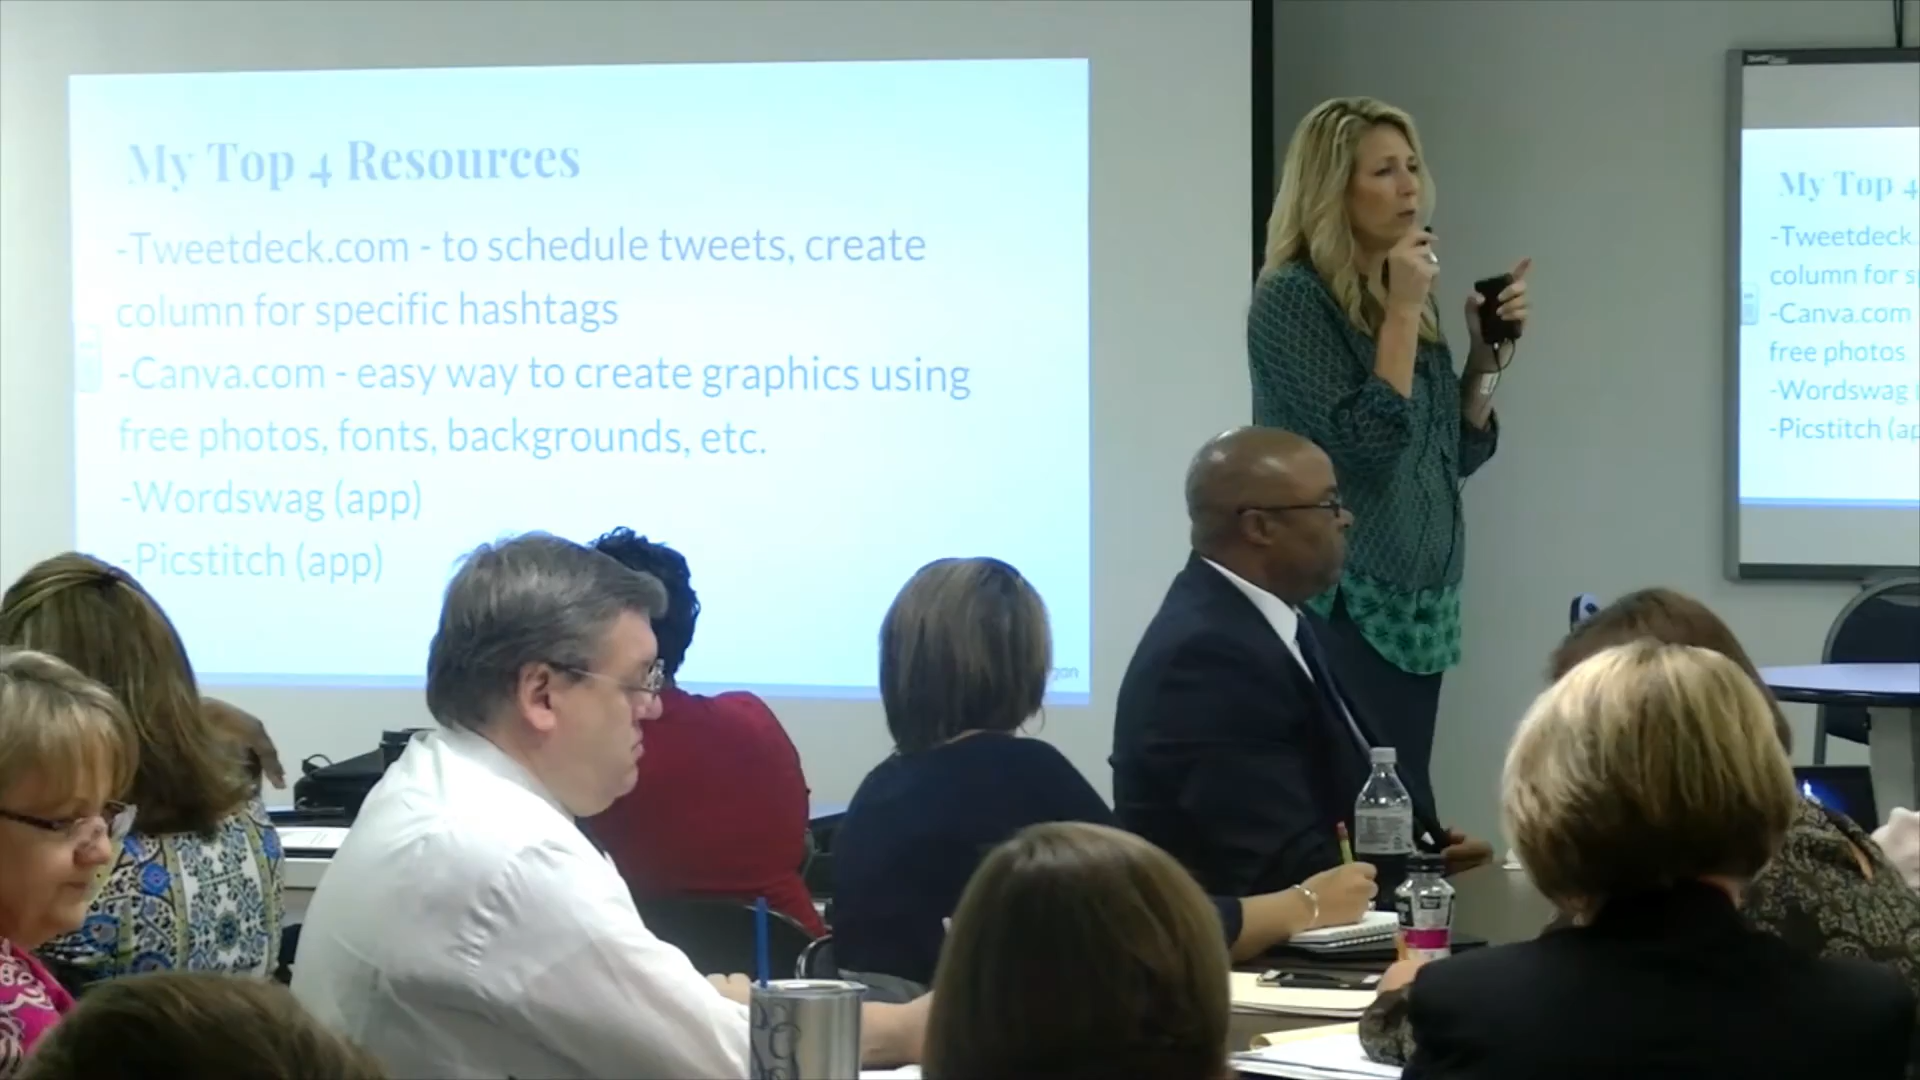 My Top 4 Resources
-Tweetdeck.com - to schedule tweets, create
column for specific hashtags
-Canva.com - easy way to create graphics using
free photos, fonts, backgrounds, etc.
-Wordswag (app)
-Picstitch (app)
My Top 4
-Tweetdeck.
column for
-Canva.com
free photos
-Wordswag
-Picstitch